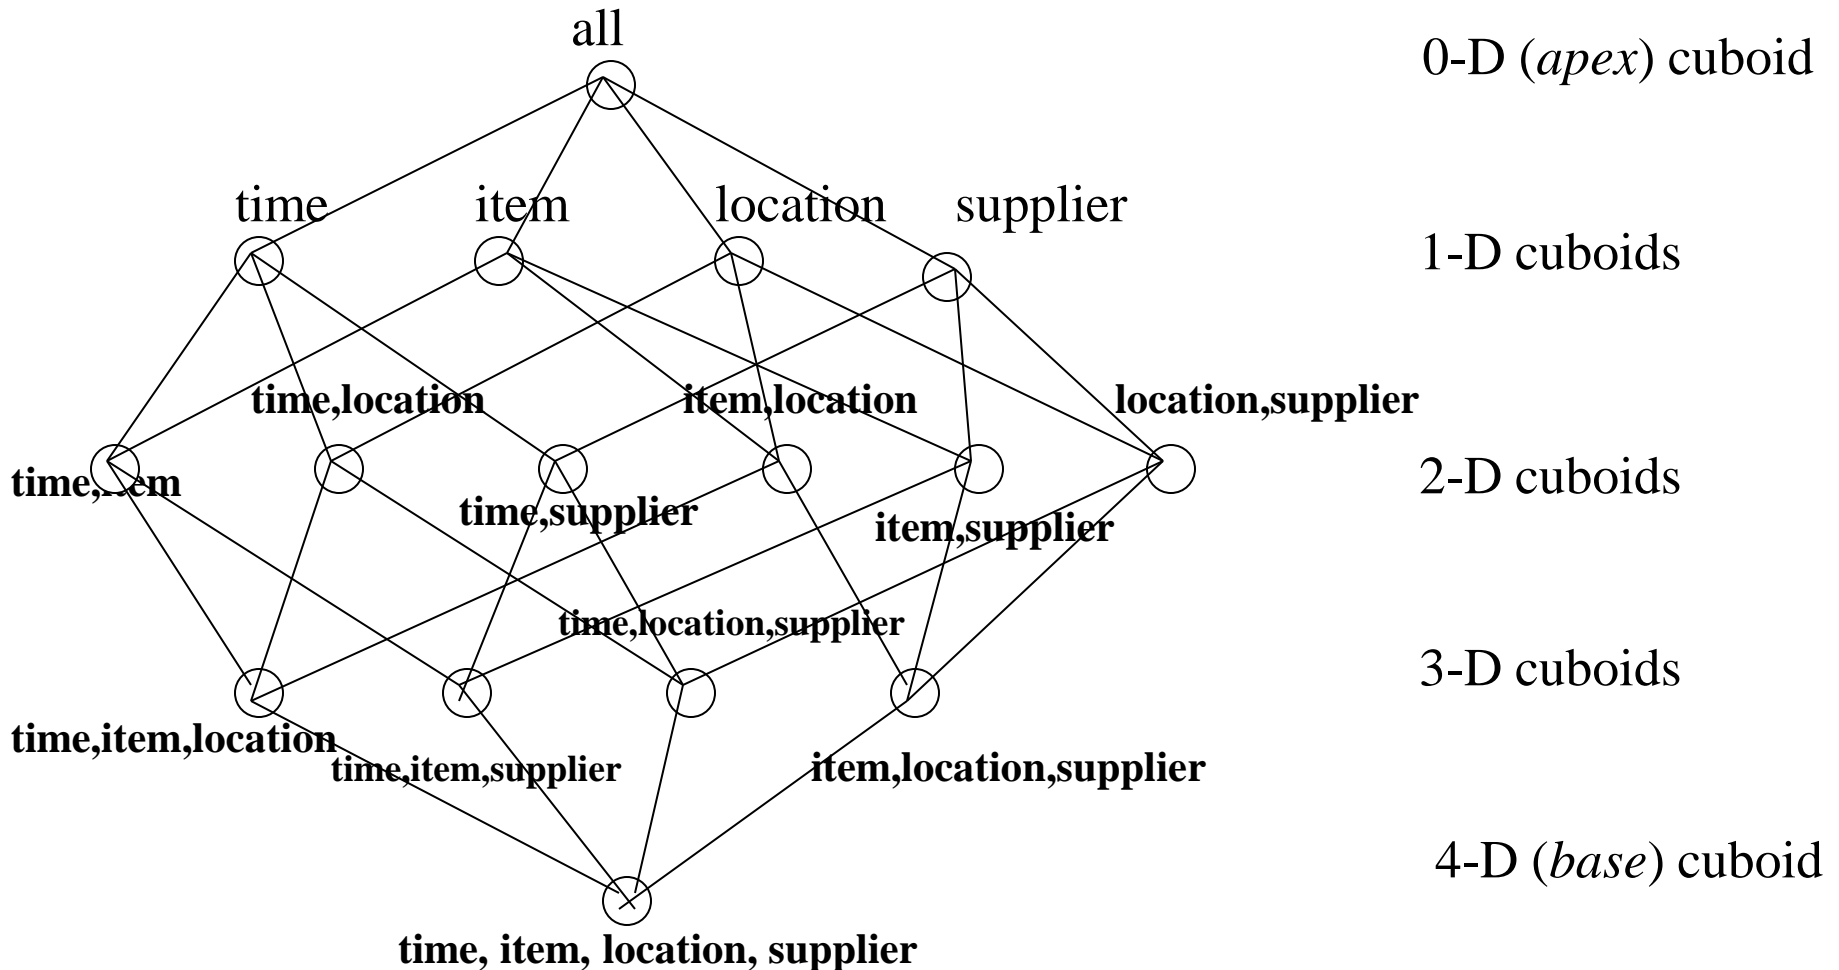 all
0-D (apex) cuboid
time
item
location
supplier
1-D cuboids
time,location
item,location
location,supplier
time,item
time,supplier
item,supplier
2-D cuboids
time,location,supplier
3-D cuboids
time,item,location
time,item,supplier
item,location,supplier
4-D (base) cuboid
time, item, location, supplier